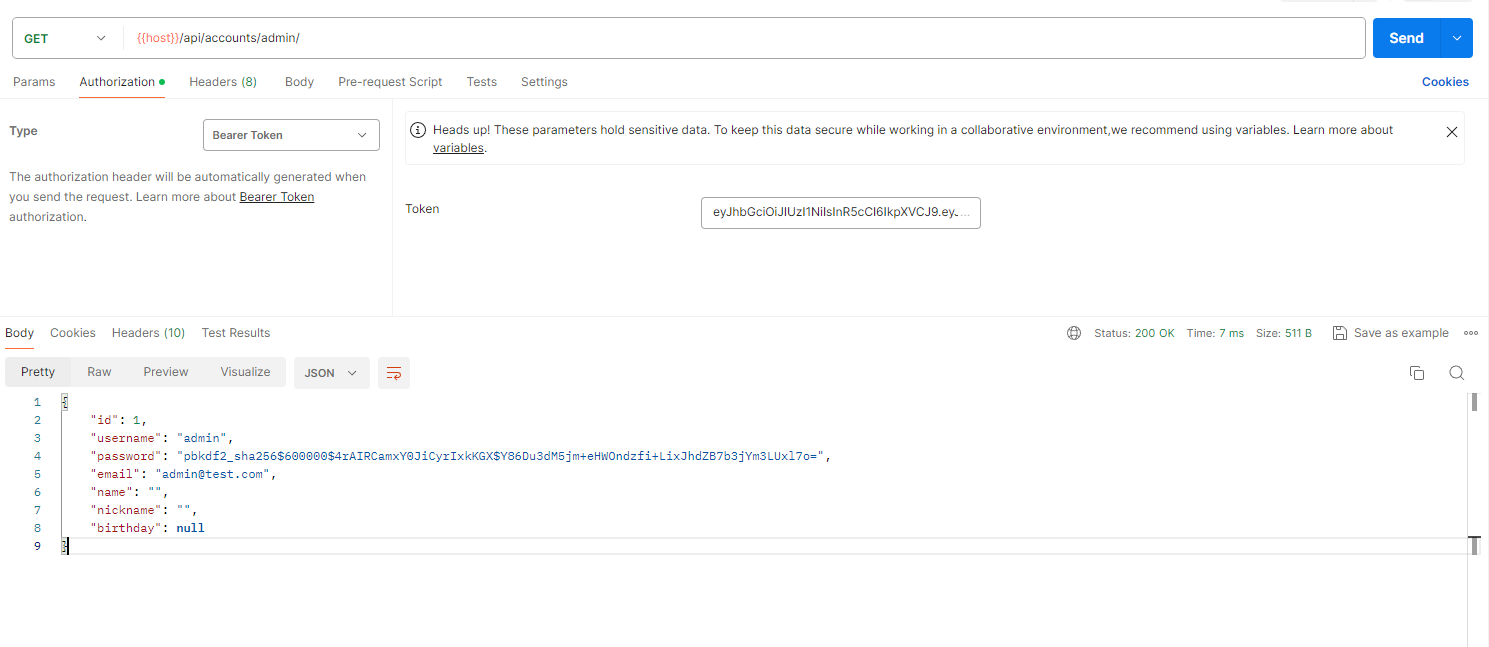 GET {{host}}/api/accounts/admin/ Send
Params Authorization Headers (8) Body Pre-request Script Tests Settings Cookies
Type Bearer Token
The authorization header will be automatically generated when
you send the request. Learn more about Bearer Token
authorization.
Heads up! These parameters hold sensitive data. To keep this data secure while working in a collaborative environment,we recommend using variables. Learn more about
variables.
Token eyJhbGciOiJIUzI1NiIsInR5cCI6IkpXVCJ9.ey...
Body Cookies Headers (10) Test Results Status: 200 OK Time: 7 ms Size: 511 B Save as example
Pretty Raw Preview Visualize JSON
1 {
2 "id": 1,
3 "username": "admin",
4 "password": "pbkdf2_sha256$600000$4rAIRCamxY0JiCyrIxkKGX$Y86Du3dM5jm+eHWOndzfi+LixJhdZB7b3jYm3LUxl7o=",
5 "email": "admin@test.com",
6 "name": "",
7 "nickname": "",
8 "birthday": null
9 }